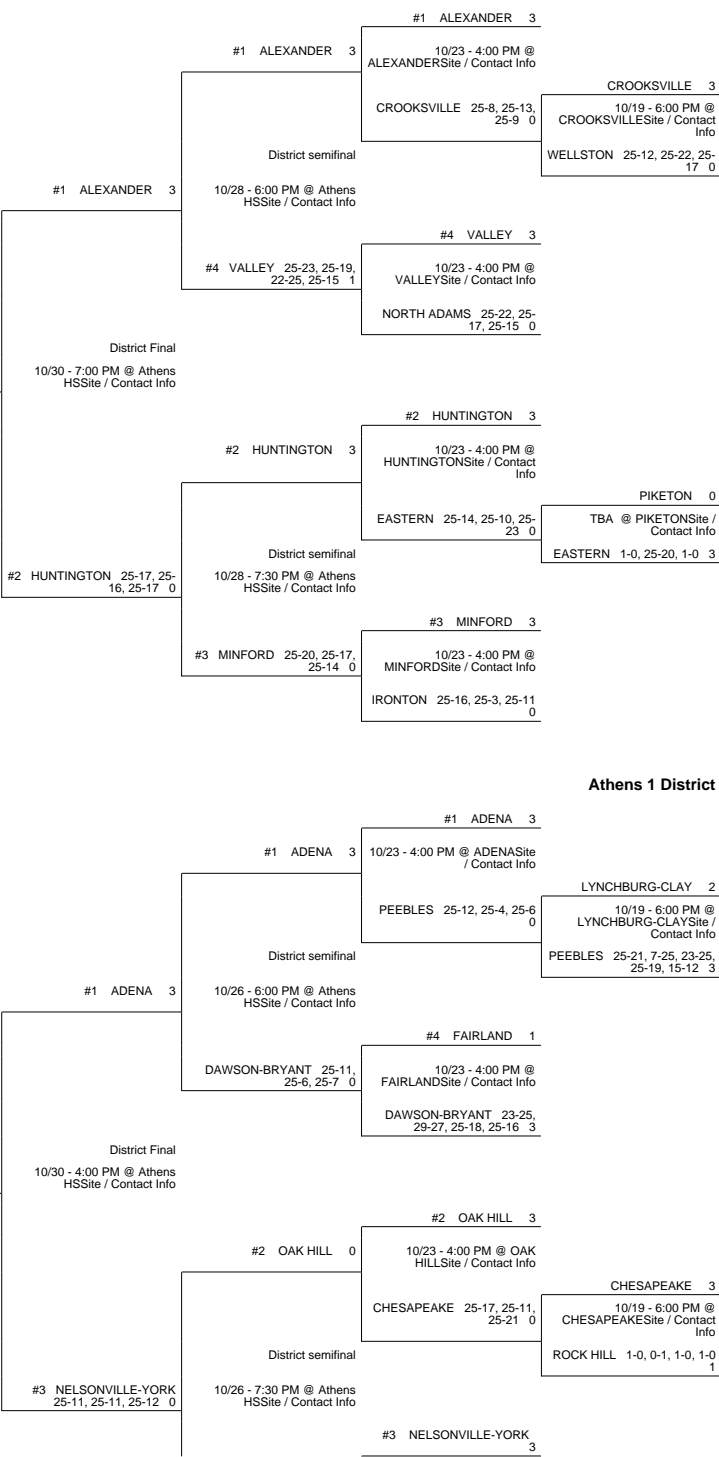 #1 ALEXANDER 3
#1 ALEXANDER 3
10/23 - 4:00 PM @
ALEXANDERSite / Contact Info
CROOKSVILLE 3
CROOKSVILLE 25-8, 25-13,
25-9 0
10/19 - 6:00 PM @
CROOKSVILLESite / Contact
Info
District semifinal
WELLSTON 25-12, 25-22, 25-
17 0
#1 ALEXANDER 3
10/28 - 6:00 PM @ Athens
HSSite / Contact Info
#4 VALLEY 3
#4 VALLEY 25-23, 25-19,
22-25, 25-15 1
10/23 - 4:00 PM @
VALLEYSite / Contact Info
NORTH ADAMS 25-22, 25-
17, 25-15 0
District Final
10/30 - 7:00 PM @ Athens
HSSite / Contact Info
#2 HUNTINGTON 3
#2 HUNTINGTON 3
10/23 - 4:00 PM @
HUNTINGTONSite / Contact
Info
PIKETON 0
EASTERN 25-14, 25-10, 25-
23 0
TBA @ PIKETONSite /
Contact Info
District semifinal
EASTERN 1-0, 25-20, 1-0 3
#2 HUNTINGTON 25-17, 25-
16, 25-17 0
10/28 - 7:30 PM @ Athens
HSSite / Contact Info
#3 MINFORD 3
#3 MINFORD 25-20, 25-17,
25-14 0
10/23 - 4:00 PM @
MINFORDSite / Contact Info
IRONTON 25-16, 25-3, 25-11
0
Athens 1 District
#1 ADENA 3
#1 ADENA 3
10/23 - 4:00 PM @ ADENASite
/ Contact Info
LYNCHBURG-CLAY 2
PEEBLES 25-12, 25-4, 25-6
0
10/19 - 6:00 PM @
LYNCHBURG-CLAYSite /
Contact Info
District semifinal
PEEBLES 25-21, 7-25, 23-25,
25-19, 15-12 3
#1 ADENA 3
10/26 - 6:00 PM @ Athens
HSSite / Contact Info
#4 FAIRLAND 1
DAWSON-BRYANT 25-11,
25-6, 25-7 0
10/23 - 4:00 PM @
FAIRLANDSite / Contact Info
DAWSON-BRYANT 23-25,
29-27, 25-18, 25-16 3
District Final
10/30 - 4:00 PM @ Athens
HSSite / Contact Info
#2 OAK HILL 3
#2 OAK HILL 0
10/23 - 4:00 PM @ OAK
HILLSite / Contact Info
CHESAPEAKE 3
CHESAPEAKE 25-17, 25-11,
25-21 0
10/19 - 6:00 PM @
CHESAPEAKESite / Contact
Info
District semifinal
ROCK HILL 1-0, 0-1, 1-0, 1-0
1
#3 NELSONVILLE-YORK
25-11, 25-11, 25-12 0
10/26 - 7:30 PM @ Athens
HSSite / Contact Info
#3 NELSONVILLE-YORK
3